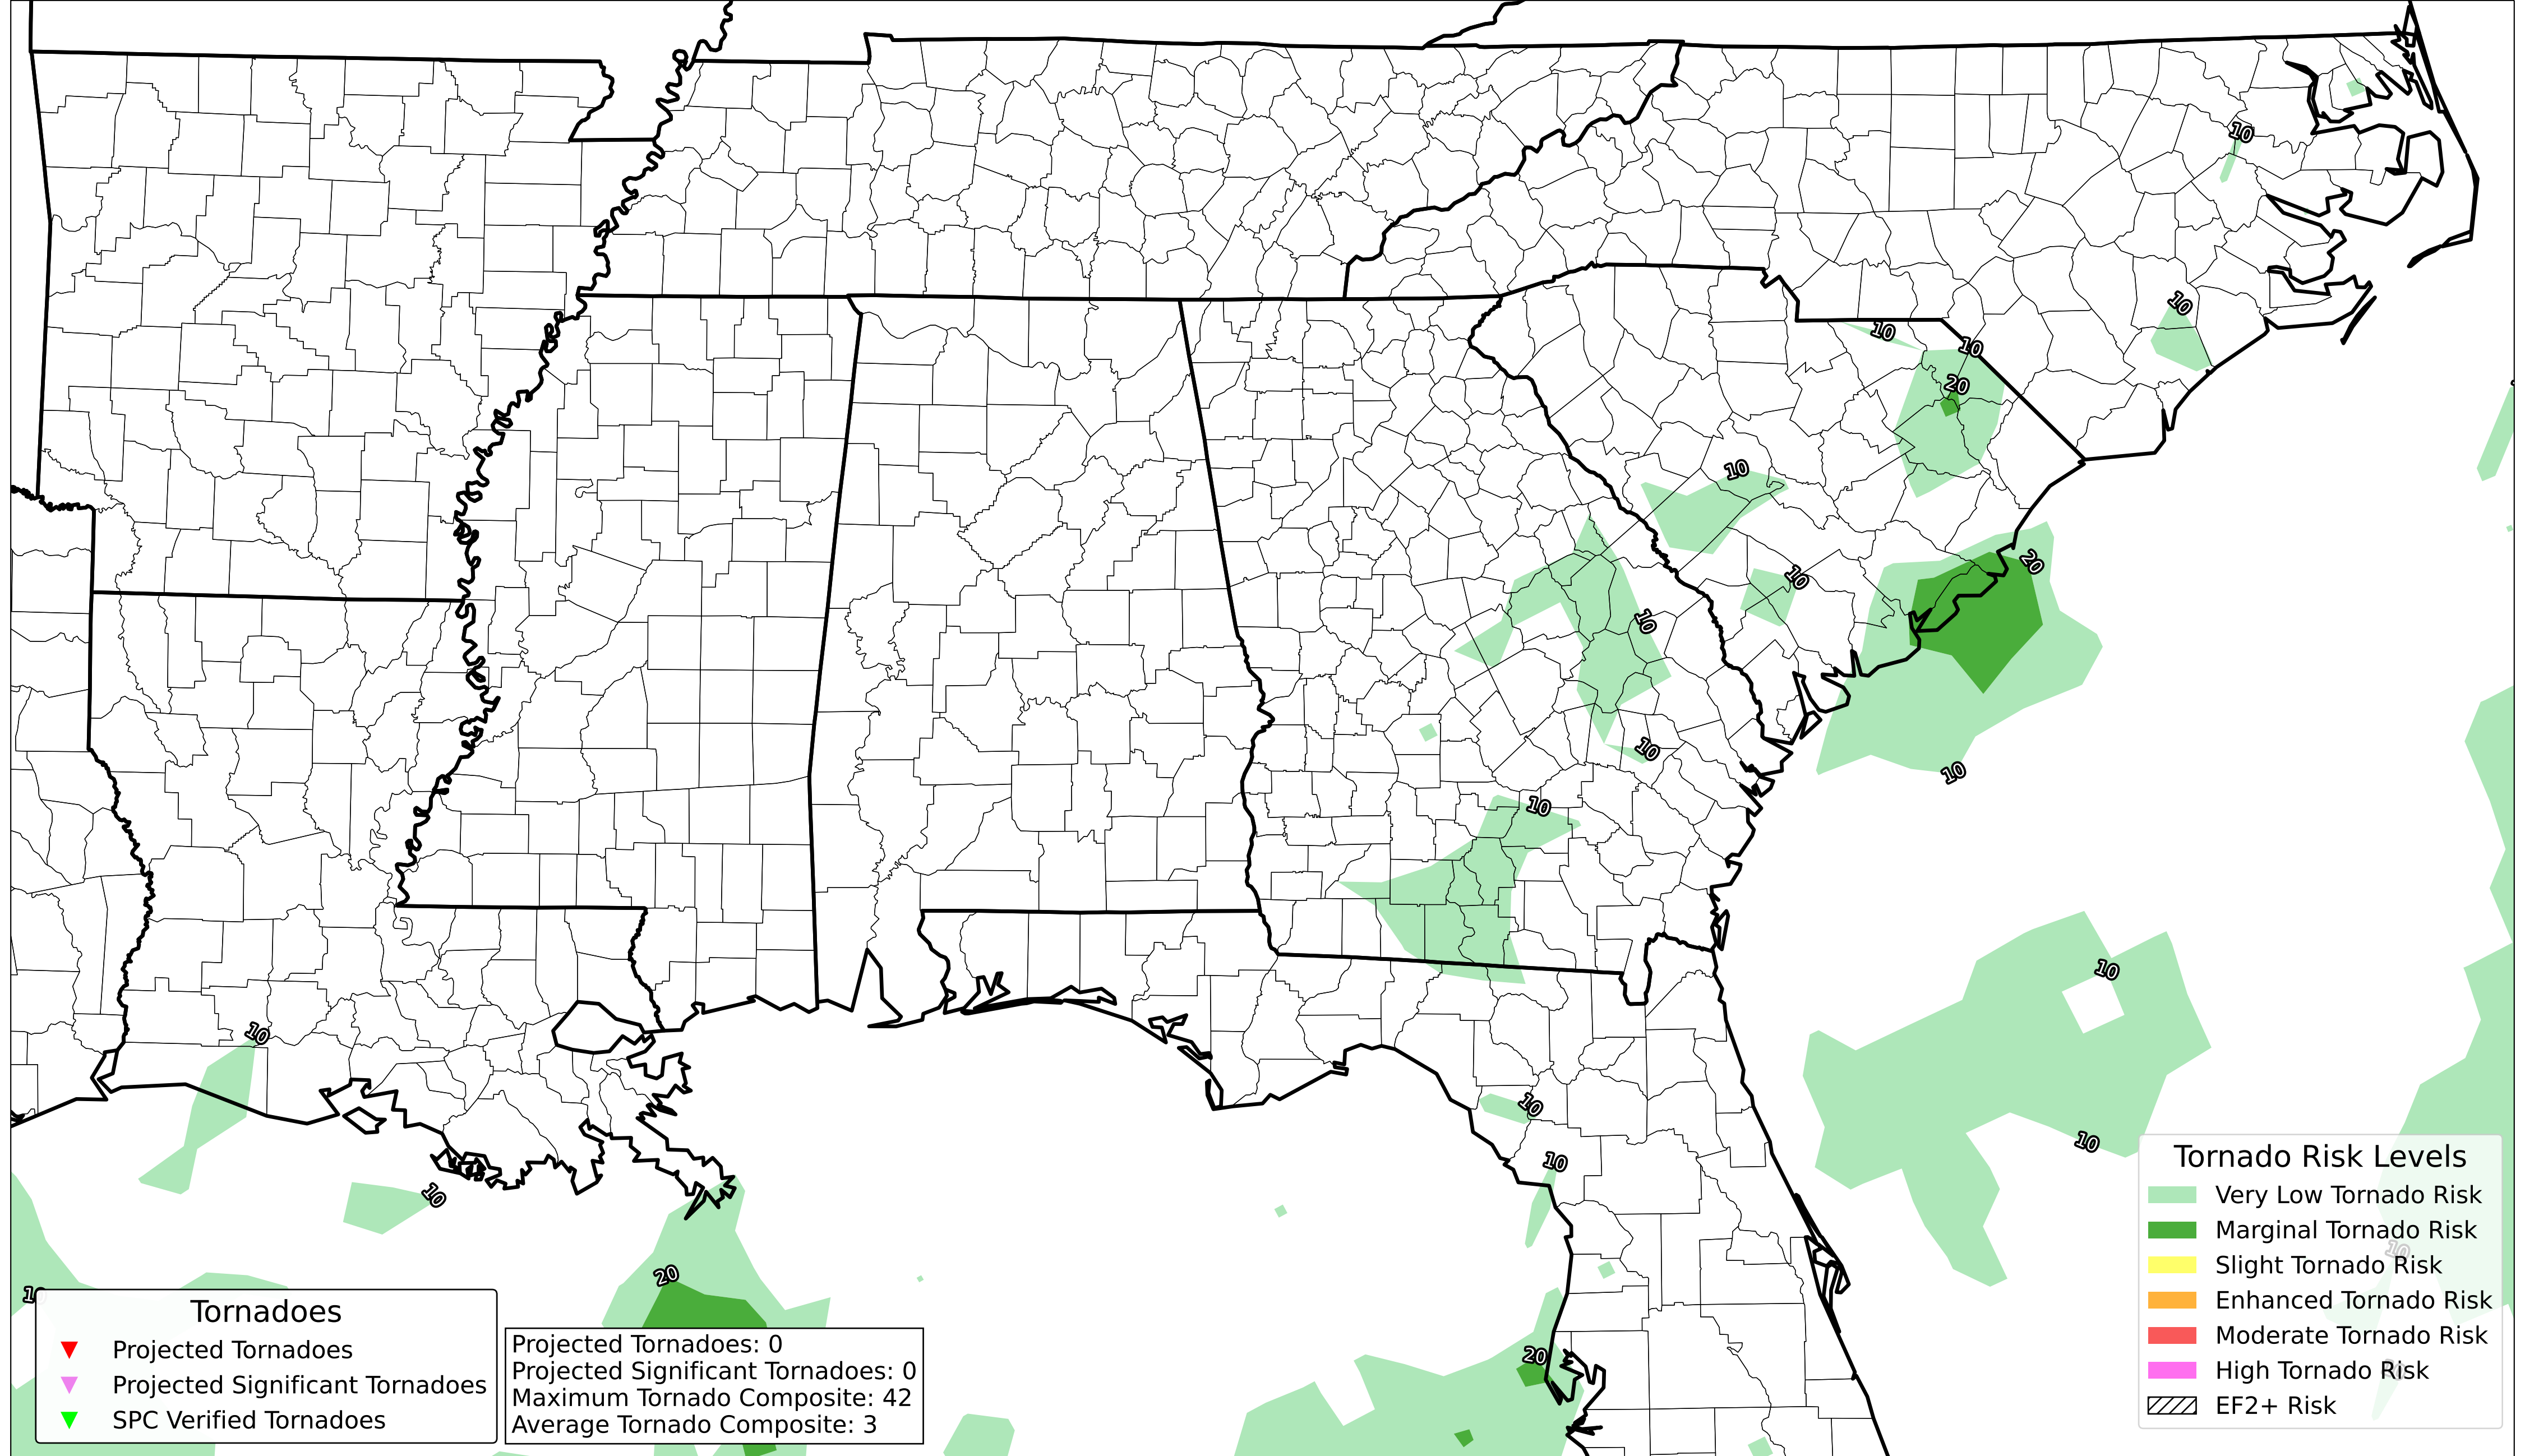 10
10
10
10
20
10
20
10
10
10
10
10
10
10
10
10
10
10
20
10
10
20
Tornadoes
Projected Tornadoes
Projected Significant Tornadoes
SPC Verified Tornadoes
Projected Tornadoes: 0
Projected Significant Tornadoes: 0
Maximum Tornado Composite: 42
Average Tornado Composite: 3
Tornado Risk Levels
Very Low Tornado Risk
Marginal Tornado Risk
Slight Tornado Risk
Enhanced Tornado Risk
Moderate Tornado Risk
High Tornado Risk
EF2+ Risk